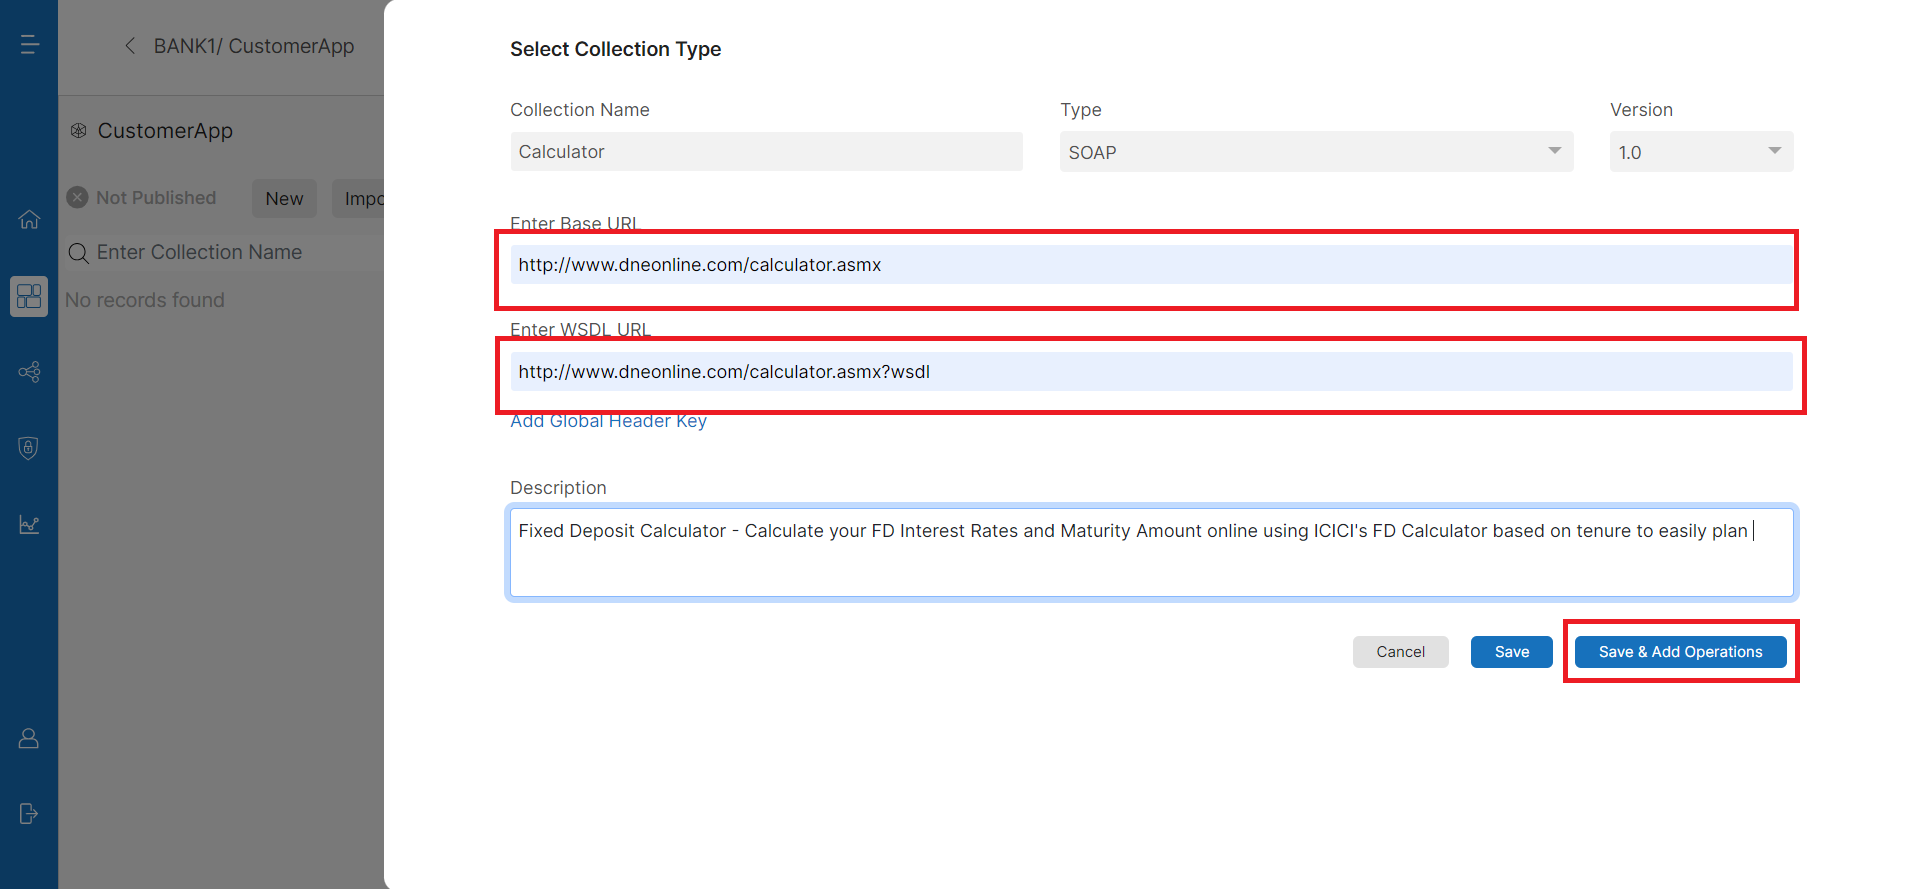 BANK1/ CustomerApp
CustomerApp
Not Published
New
Impo
Enter Collection Name
No records found
Select Collection Type
Collection Name
Type
Version
Calculator
SOAP
1.0
Enter Base URL
http://www.dneonline.com/calculator.asmx
Enter WSDL URL
http://www.dneonline.com/calculator.asmx?wsdl
Add Global Header Key
Description
Fixed Deposit Calculator - Calculate your FD Interest Rates and Maturity Amount online using ICICI's FD Calculator based on tenure to easily plan
Cancel
Save
Save & Add Operations